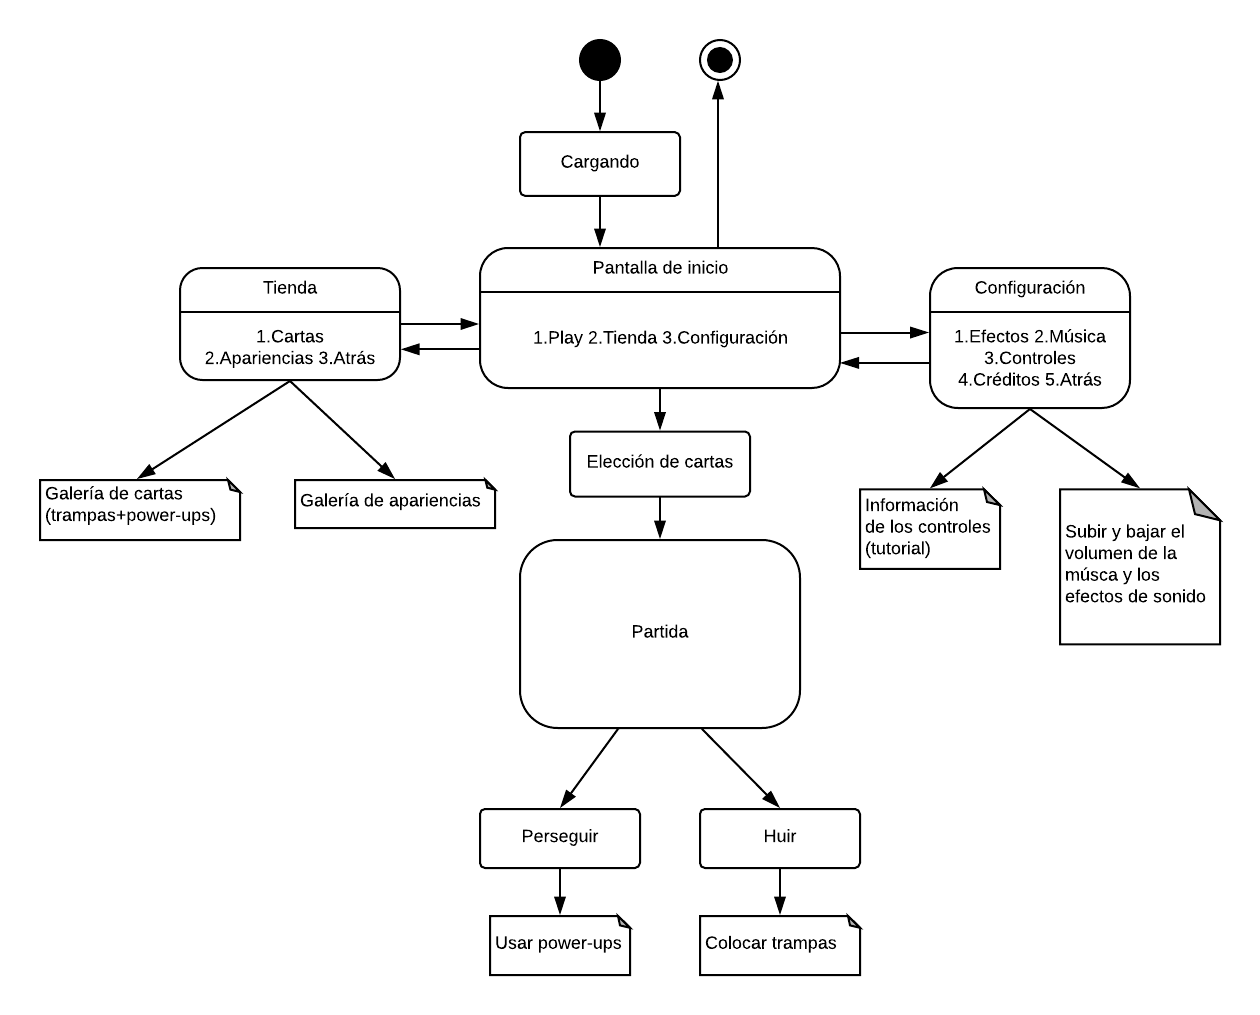 Cargando
Pantalla de inicio
1.Play 2.Tienda 3.Configuración
Tienda
1.Cartas
2.Apariencias 3.Atrás
Configuración
1.Efectos 2.Música
3.Controles
4.Créditos 5.Atrás
Elección de cartas
Galería de cartas
(trampas+power-ups)
Galería de apariencias
Información
de los controles
(tutorial)
Subir y bajar el
volumen de la
músca y los
efectos de sonido
Partida
Perseguir
Huir
Usar power-ups
Colocar trampas